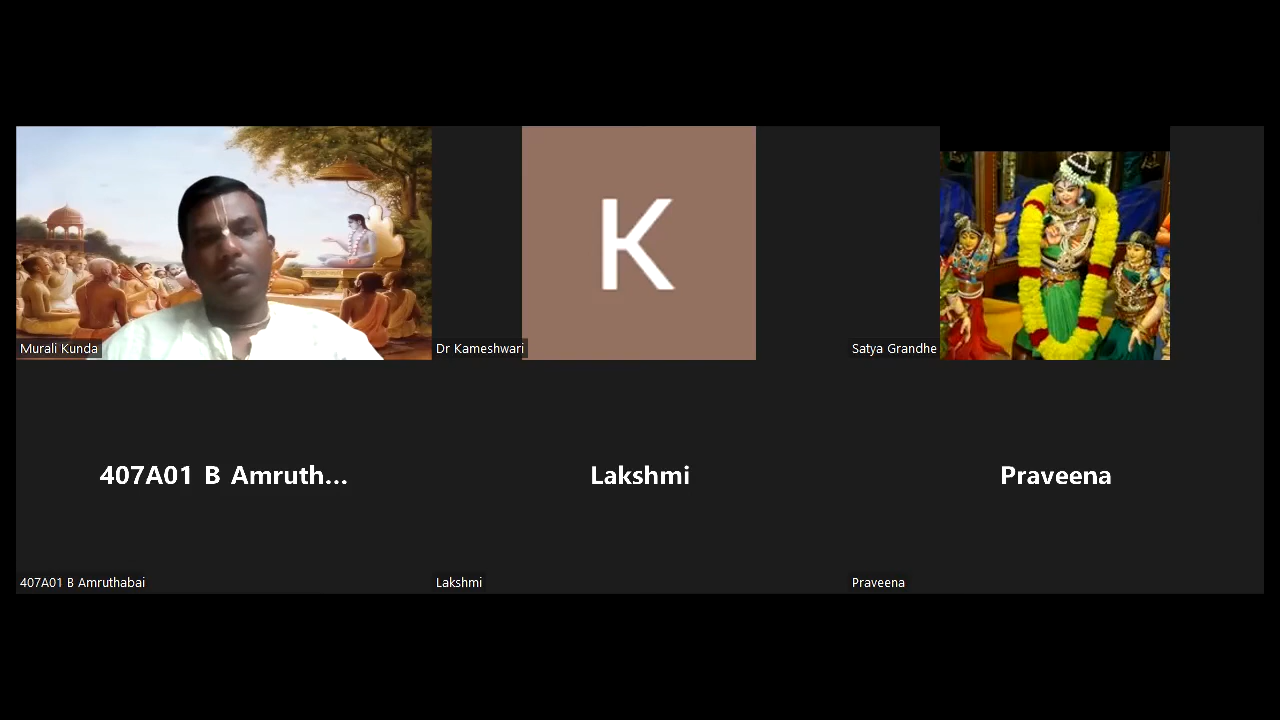 Murali Kunda
K
Dr Kameshwari
Satya Grandhe
407A01 B Amruth...
407A01 B Amruthabai
Lakshmi
Lakshmi
Praveena
Praveena